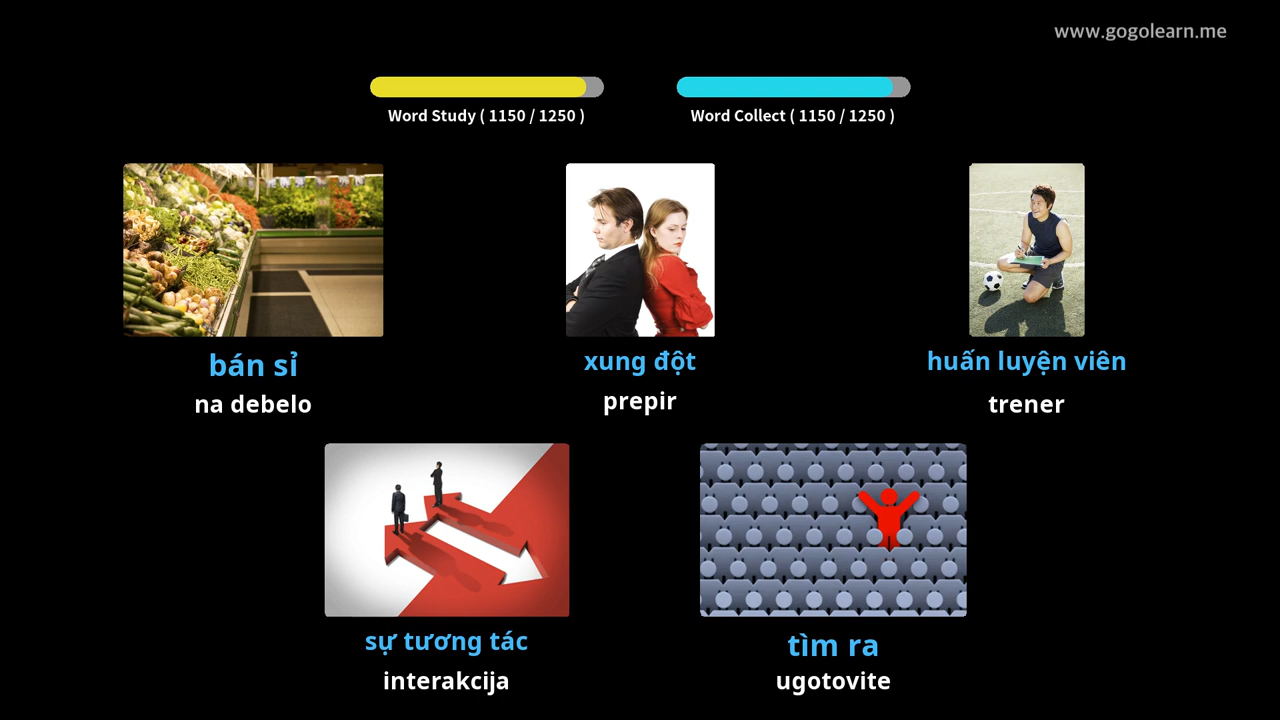 www.gogolearn.me
Word Study ( 1150 / 1250 )
Word Collect ( 1150 / 1250 )
bán sỉ
na debelo
xung đột
prepir
huấn luyện viên
trener
sự tương tác
interakcija
tìm ra
ugotovite